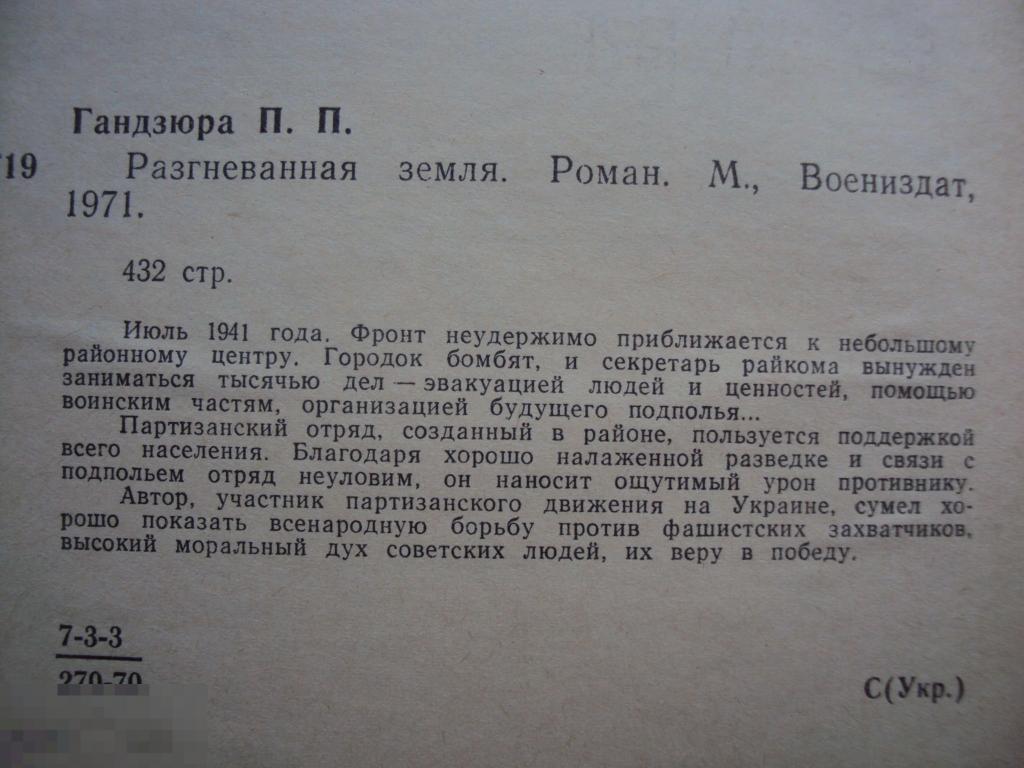 Гандзюра П. П.
19 Разгневанная земля. Роман. М., Воениздат,
1971.
432 стр.
Июль 1941 года. Фронт неудержимо приближается к небольшому
районному центру. Городок бомбят, и секретарь райкома вынужден
заниматься тысячью дел — эвакуацией людей и ценностей, помощью
воинским частям, организацией будущего подполья...
Партизанский отряд, созданный в районе, пользуется поддержкой
всего населения. Благодаря хорошо налаженной разведке и связи с
подпольем отряд неуловим, он наносит ощутимый урон противнику.
Автор, участник партизанского движения на Украине, сумел хо-
рошо показать всенародную борьбу против фашистских захватчиков,
высокий моральный дух советских людей, их веру в победу.
7-3-3
270-70
С(Укр.)